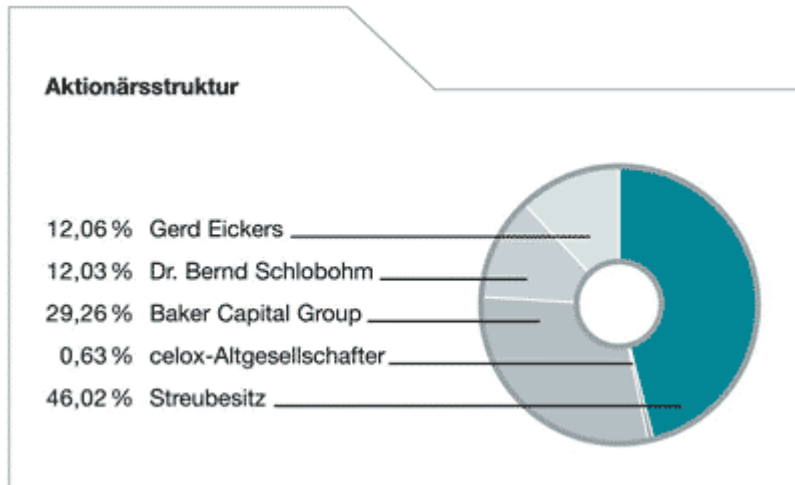 Aktionärsstruktur
12,06 % Gerd Eickers
12,03 % Dr. Bernd Schlobohm
29,26 % Baker Capital Group
0,63 % celox-Altgesellschafter
46,02 % Streubesitz